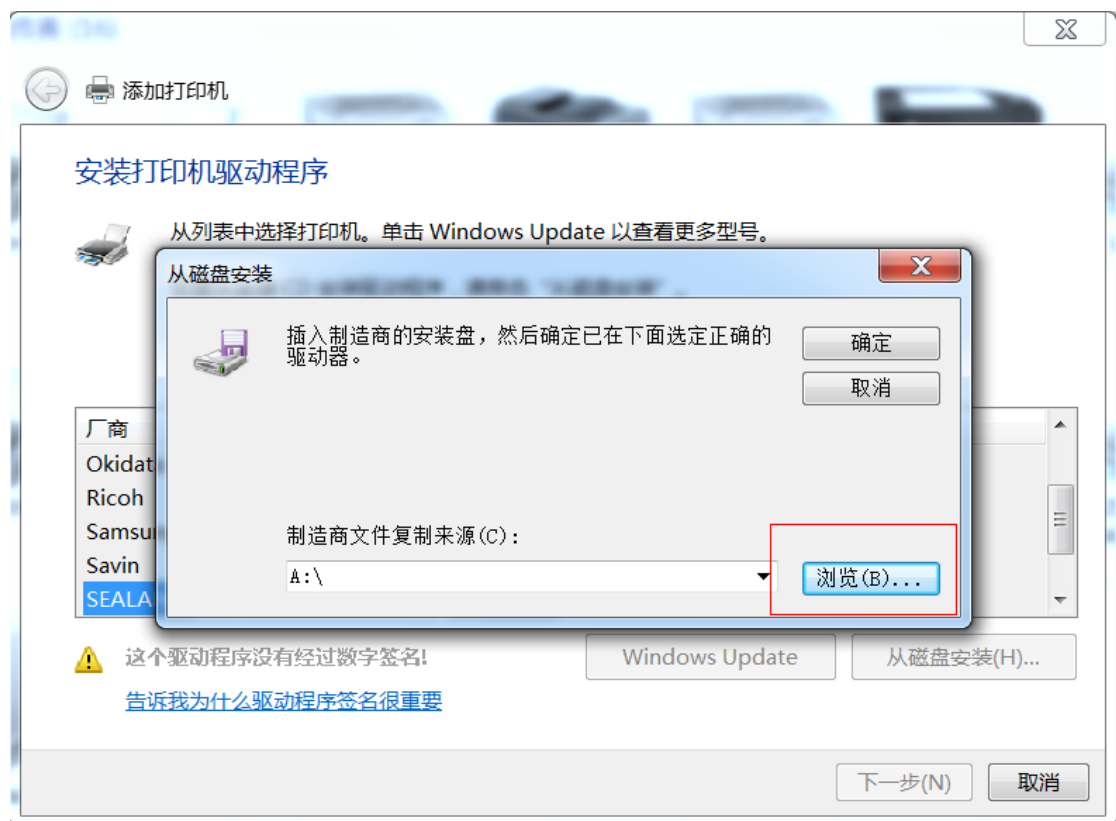 添加打印机
安装打印机驱动程序
从列表中选择打印机。单击 Windows Update 以查看更多型号。
从磁盘安装
插入制造商的安装盘，然后确定已在下面选定正确的
驱动器。
确定
取消
厂商
Okidat
Ricoh
Samsu
Savin
SEALA
制造商文件复制来源(C):
A:\
浏览(B)...
这个驱动程序没有经过数字签名!
Windows Update
从磁盘安装(H)...
告诉我为什么驱动程序签名很重要
下一步(N)
取消